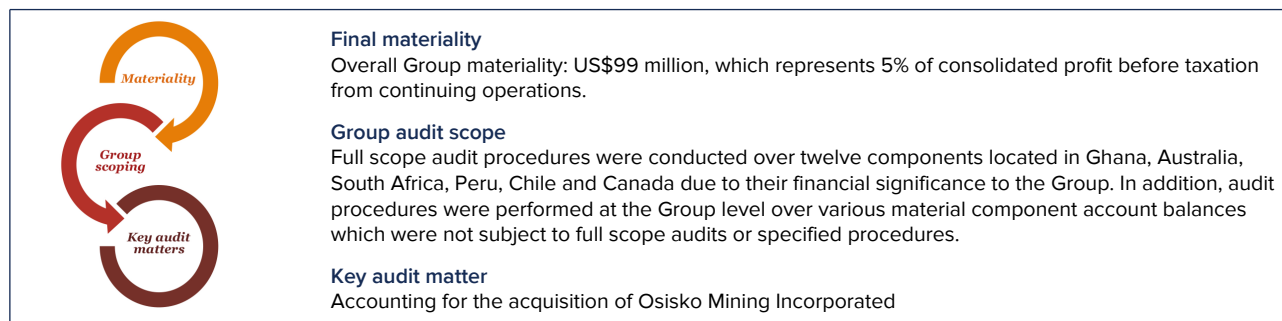 Materiality
Group
scoping
Key audit
matters
Final materiality
Overall Group materiality: US$99 million, which represents 5% of consolidated profit before taxation
from continuing operations.
Group audit scope
Full scope audit procedures were conducted over twelve components located in Ghana, Australia,
South Africa, Peru, Chile and Canada due to their financial significance to the Group. In addition, audit
procedures were performed at the Group level over various material component account balances
which were not subject to full scope audits or specified procedures.
Key audit matter
Accounting for the acquisition of Osisko Mining Incorporated